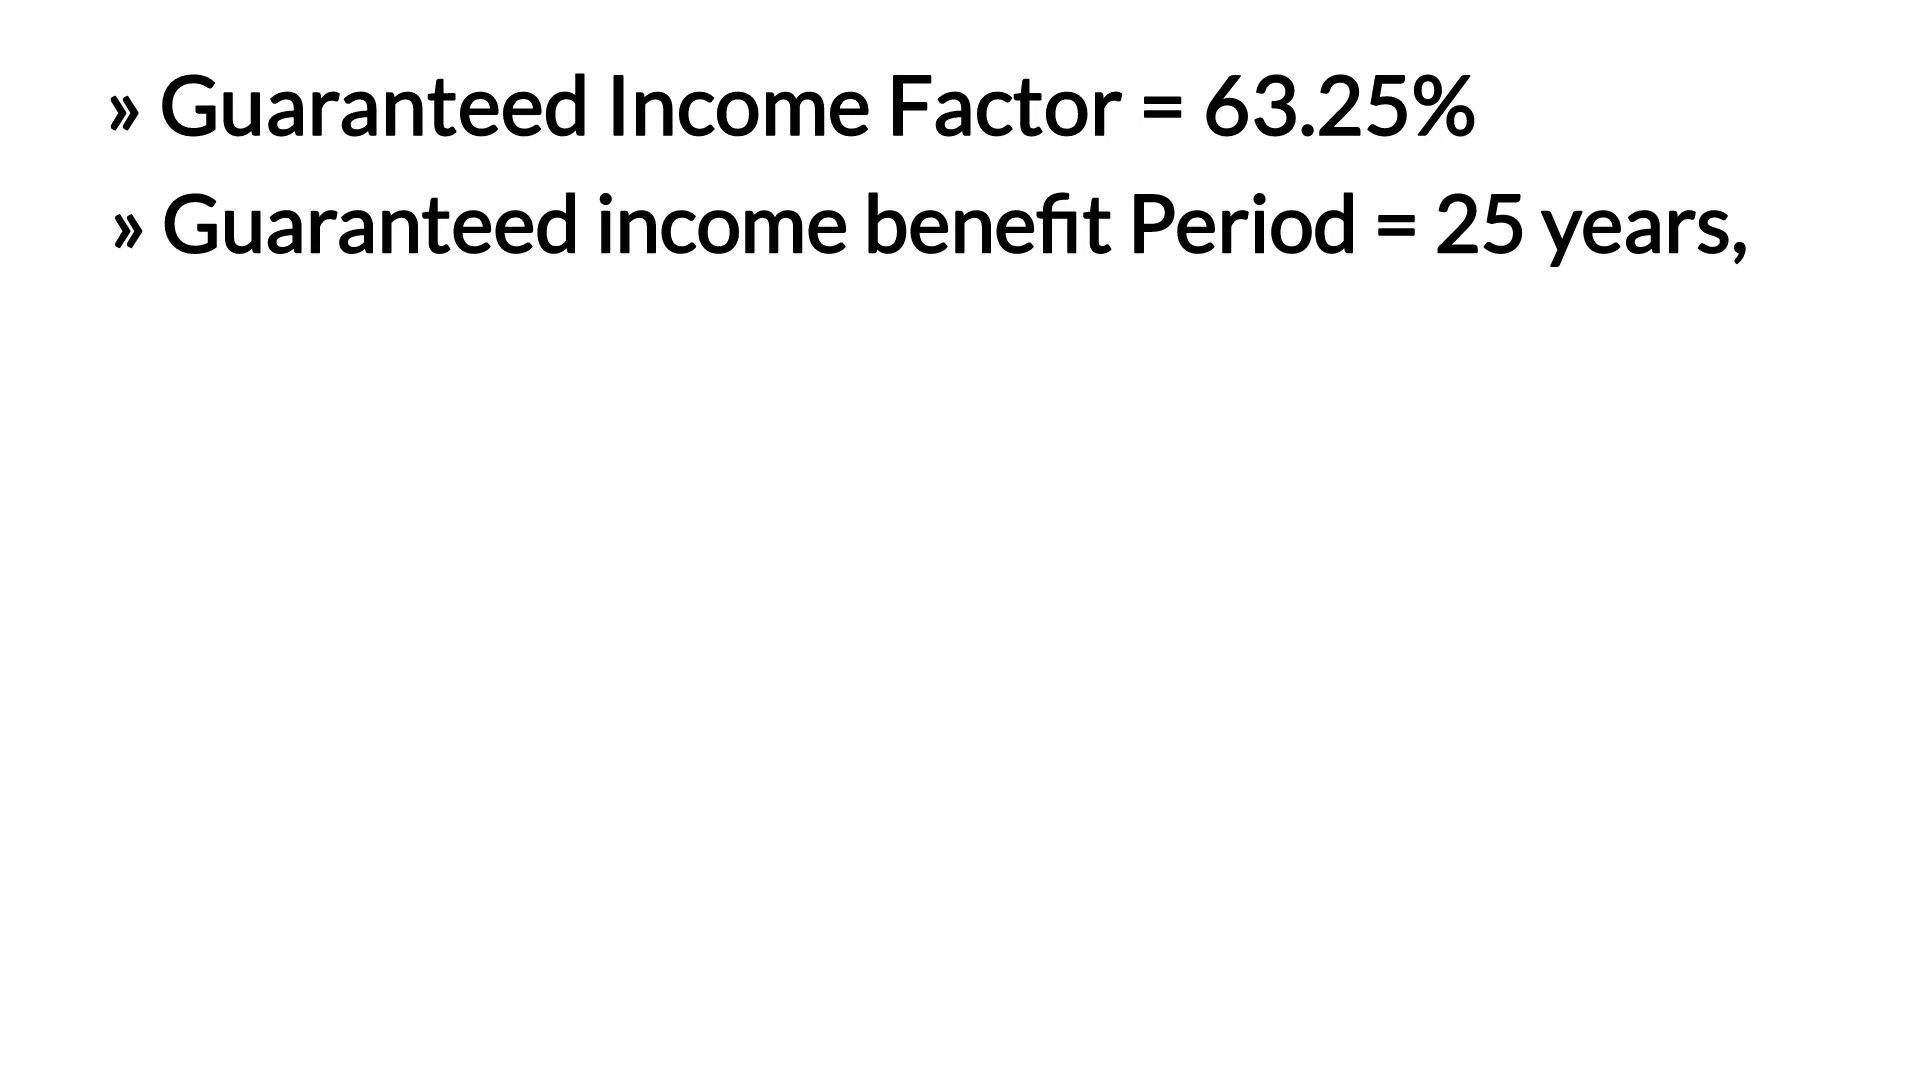 » Guaranteed Income Factor = 63.25%
» Guaranteed income benefit Period = 25 years,